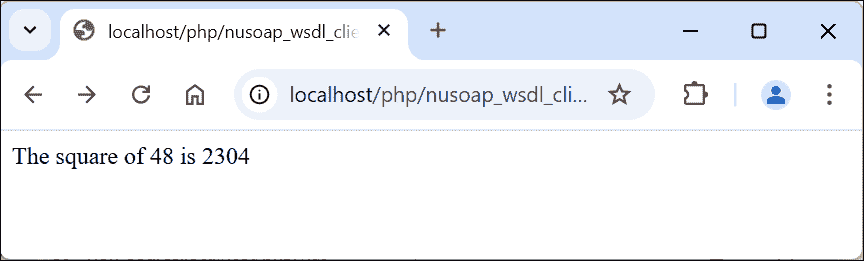 localhost/php/nusoap_wsdl_clie
localhost/php/nusoap_wsdl_cli...
The square of 48 is 2304